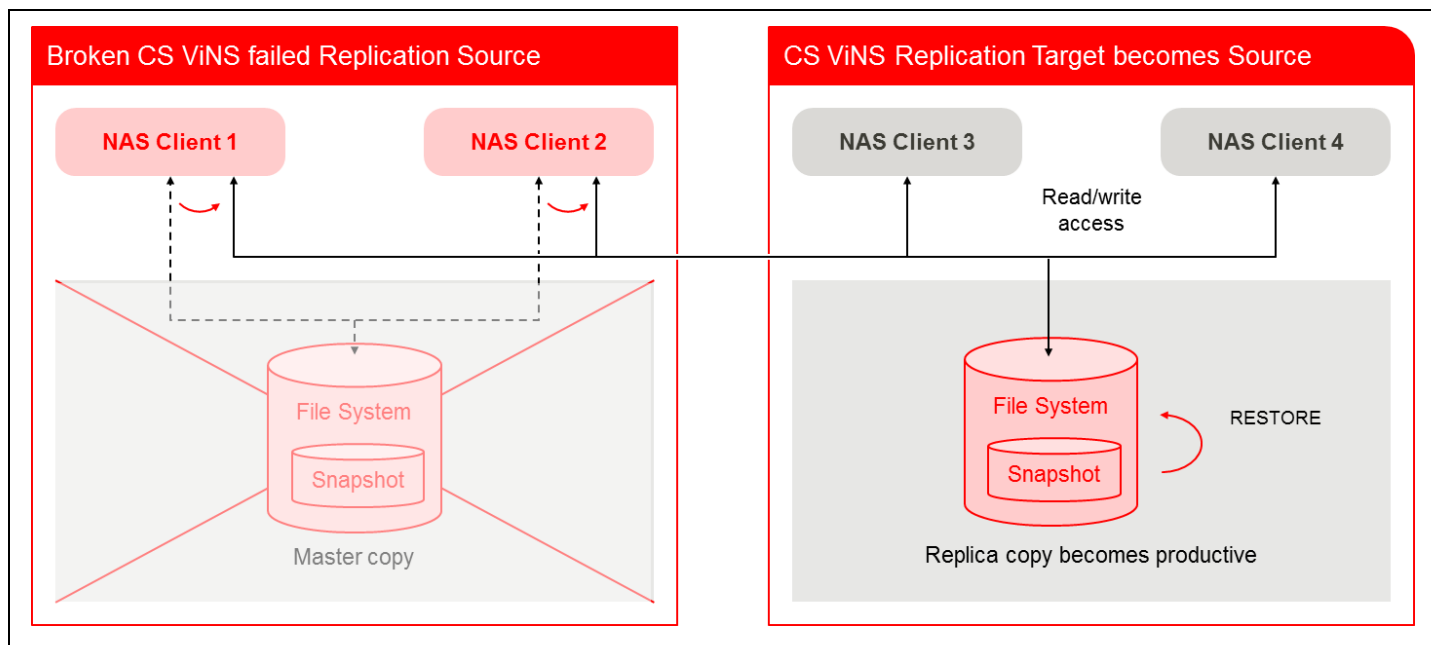 Broken CS ViNS failed Replication Source
CS ViNS Replication Target becomes Source
NAS Client 1
NAS Client 2
NAS Client 3
NAS Client 4
Read/write
access
File System
Snapshot
Master copy
File System
RESTORE
Snapshot
Replica copy becomes productive